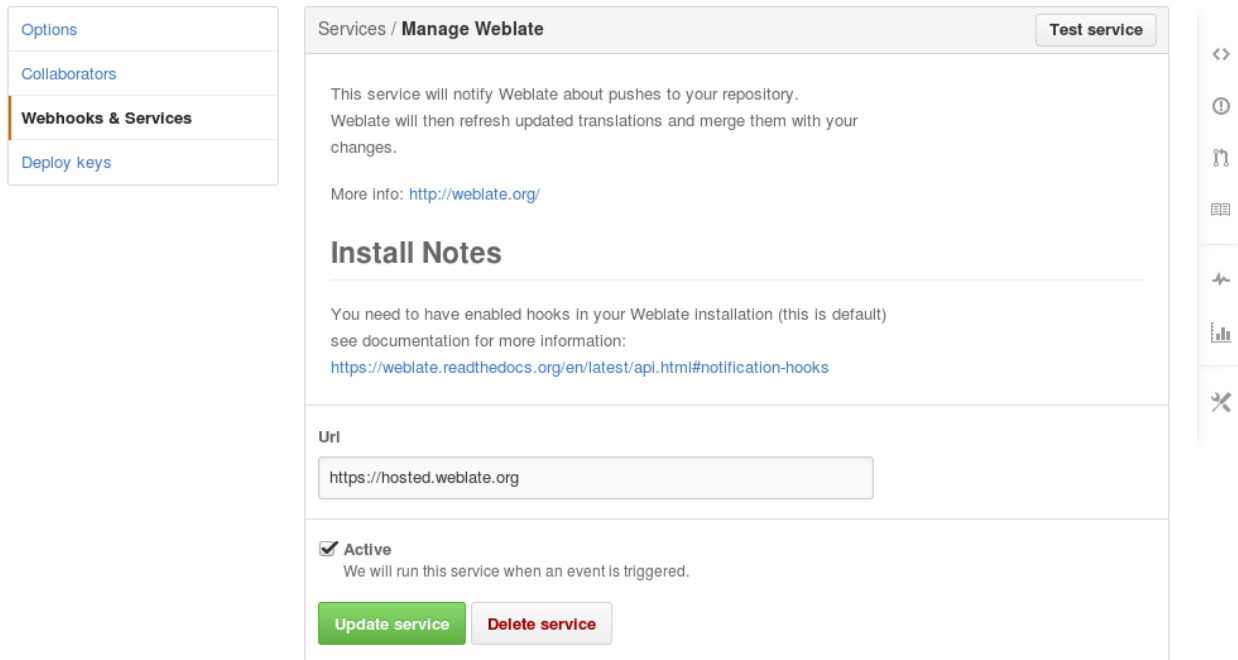 Options
Collaborators
Webhooks & Services
Deploy keys
Services / Manage Weblate
Test service
This service will notify Weblate about pushes to your repository.
Weblate will then refresh updated translations and merge them with your
changes.
More info: http://weblate.org/
Install Notes
You need to have enabled hooks in your Weblate installation (this is default)
see documentation for more information:
https://weblate.readthedocs.org/en/latest/api.html#notification-hooks
Url
https://hosted.weblate.org
Active
We will run this service when an event is triggered.
Update service
Delete service